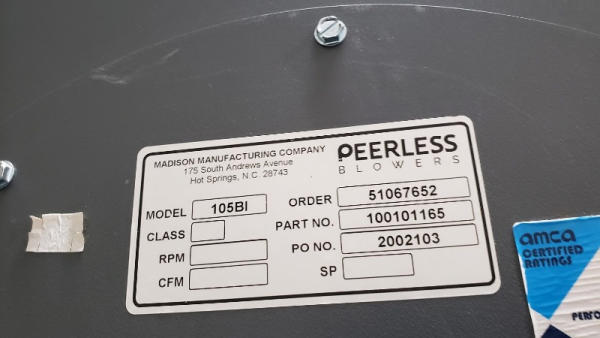 MADISON MANUFACTURING COMPANY
175 South Andrews Avenue
Hot Springs, N.C. 28743
PEERLESS
BLOWERS
MODEL 105BI
CLASS
RPM
CFM
ORDER 51067652
PART NO. 100101165
PO NO. 2002103
SP
amca
CERTIFIED
RATINGS